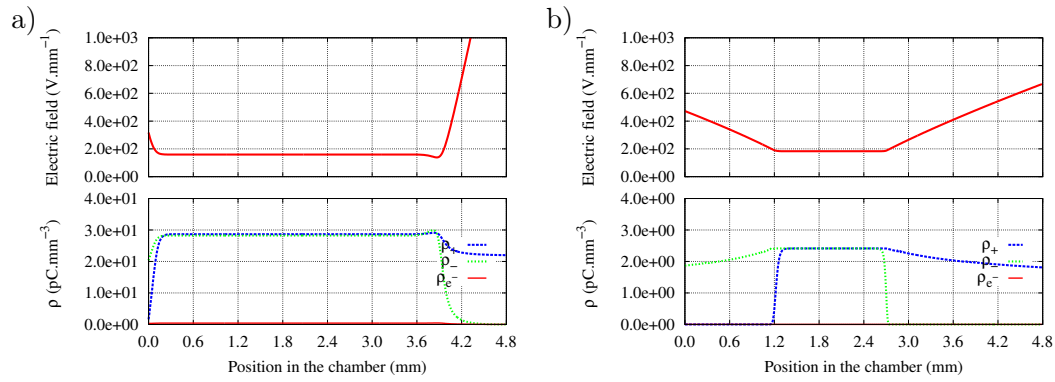 a)
Electric field (V.mm⁻¹)
1.0e+03
8.0e+02
6.0e+02
4.0e+02
2.0e+02
0.0e+00
ρ (pC.mm⁻³)
4.0e+01
3.0e+01
2.0e+01
1.0e+01
0.0e+00
ρ₊
ρ₋
ρₑ⁻
0.0 0.6 1.2 1.8 2.4 3.0 3.6 4.2 4.8
Position in the chamber (mm)
b)
Electric field (V.mm⁻¹)
1.0e+03
8.0e+02
6.0e+02
4.0e+02
2.0e+02
0.0e+00
ρ (pC.mm⁻³)
4.0e+00
3.0e+00
2.0e+00
1.0e+00
0.0e+00
ρ₊
ρ₋
ρₑ⁻
0.0 0.6 1.2 1.8 2.4 3.0 3.6 4.2 4.8
Position in the chamber (mm)